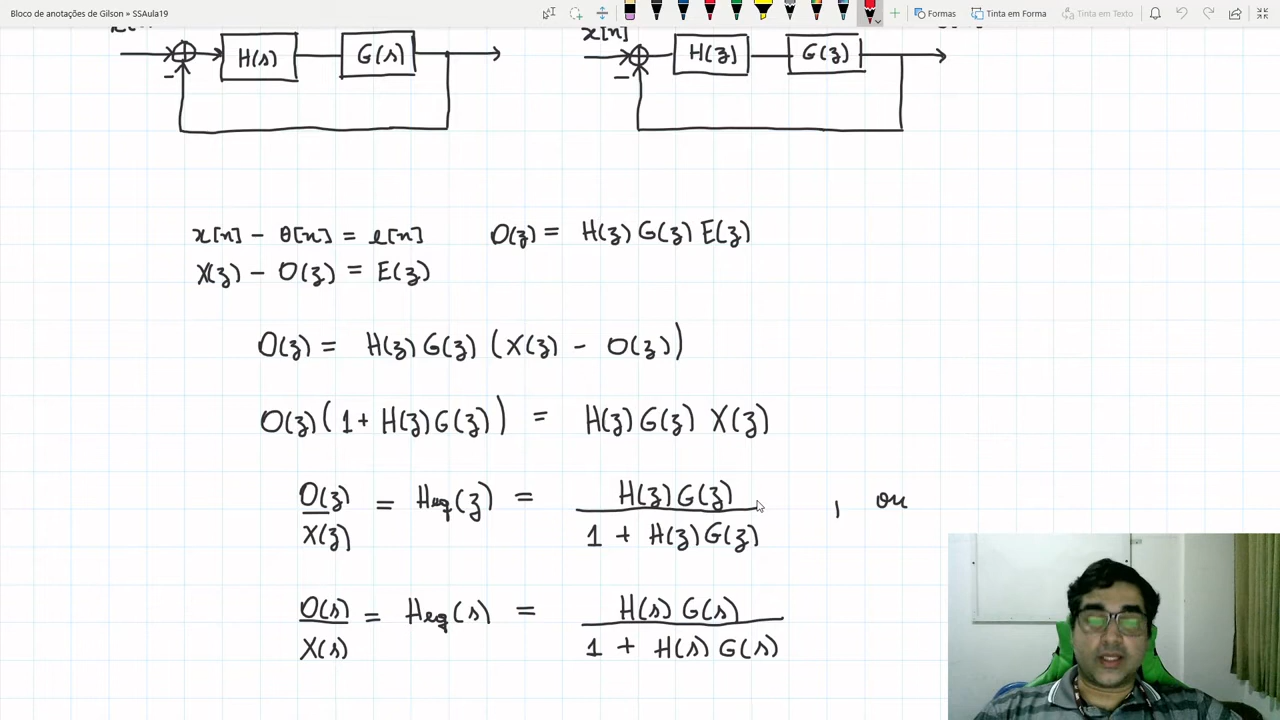 Bloco de anotações de Gilson » SSAula19
Formas
Tinta em Forma
Tinta em Texto
x[n]
H(s) G(s)
H(z) G(z)
x[n] - θ[n] = e[n] O(z) = H(z) G(z) E(z)
X(z) - O(z) = E(z)
O(z) = H(z) G(z) (X(z) - O(z))
O(z) (1 + H(z) G(z)) = H(z) G(z) X(z)
O(z) / X(z) = Heq(z) = H(z) G(z) / 1 + H(z) G(z) , ou
O(s) / X(s) = Heq(s) = H(s) G(s) / 1 + H(s) G(s)